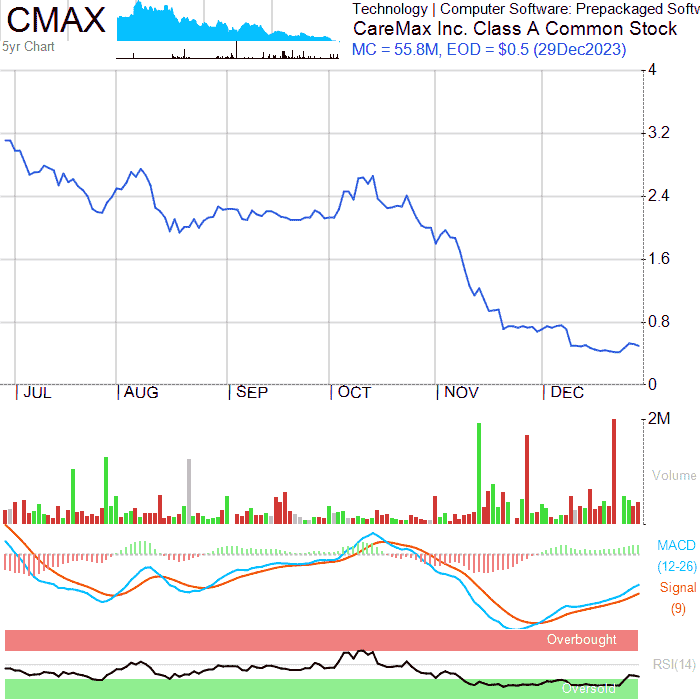 CMAX
5yr Chart
Technology | Computer Software: Prepackaged Softw
CareMax Inc. Class A Common Stock
MC = 55.8M, EOD = $0.5 (29Dec2023)
4
3.2
2.4
1.6
0.8
0
JUL AUG SEP OCT NOV DEC
2M
Volume
MACD
(12-26)
Signal
(9)
Overbought
RSI(14)
Oversold